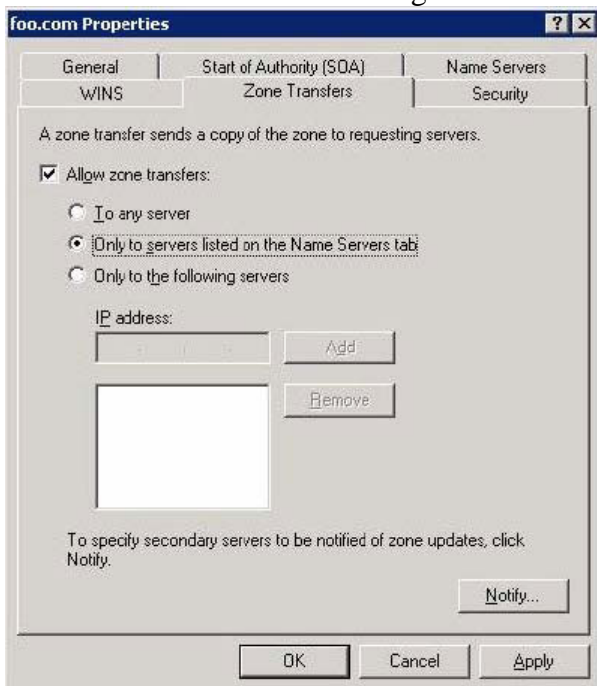 foo.com Properties
General Start of Authority (SOA) Name Servers
WINS Zone Transfers Security
A zone transfer sends a copy of the zone to requesting servers.
Allow zone transfers:
To any server
Only to servers listed on the Name Servers tab
Only to the following servers
IP address:
Add
Remove
To specify secondary servers to be notified of zone updates, click
Notify.
Notify...
OK Cancel Apply